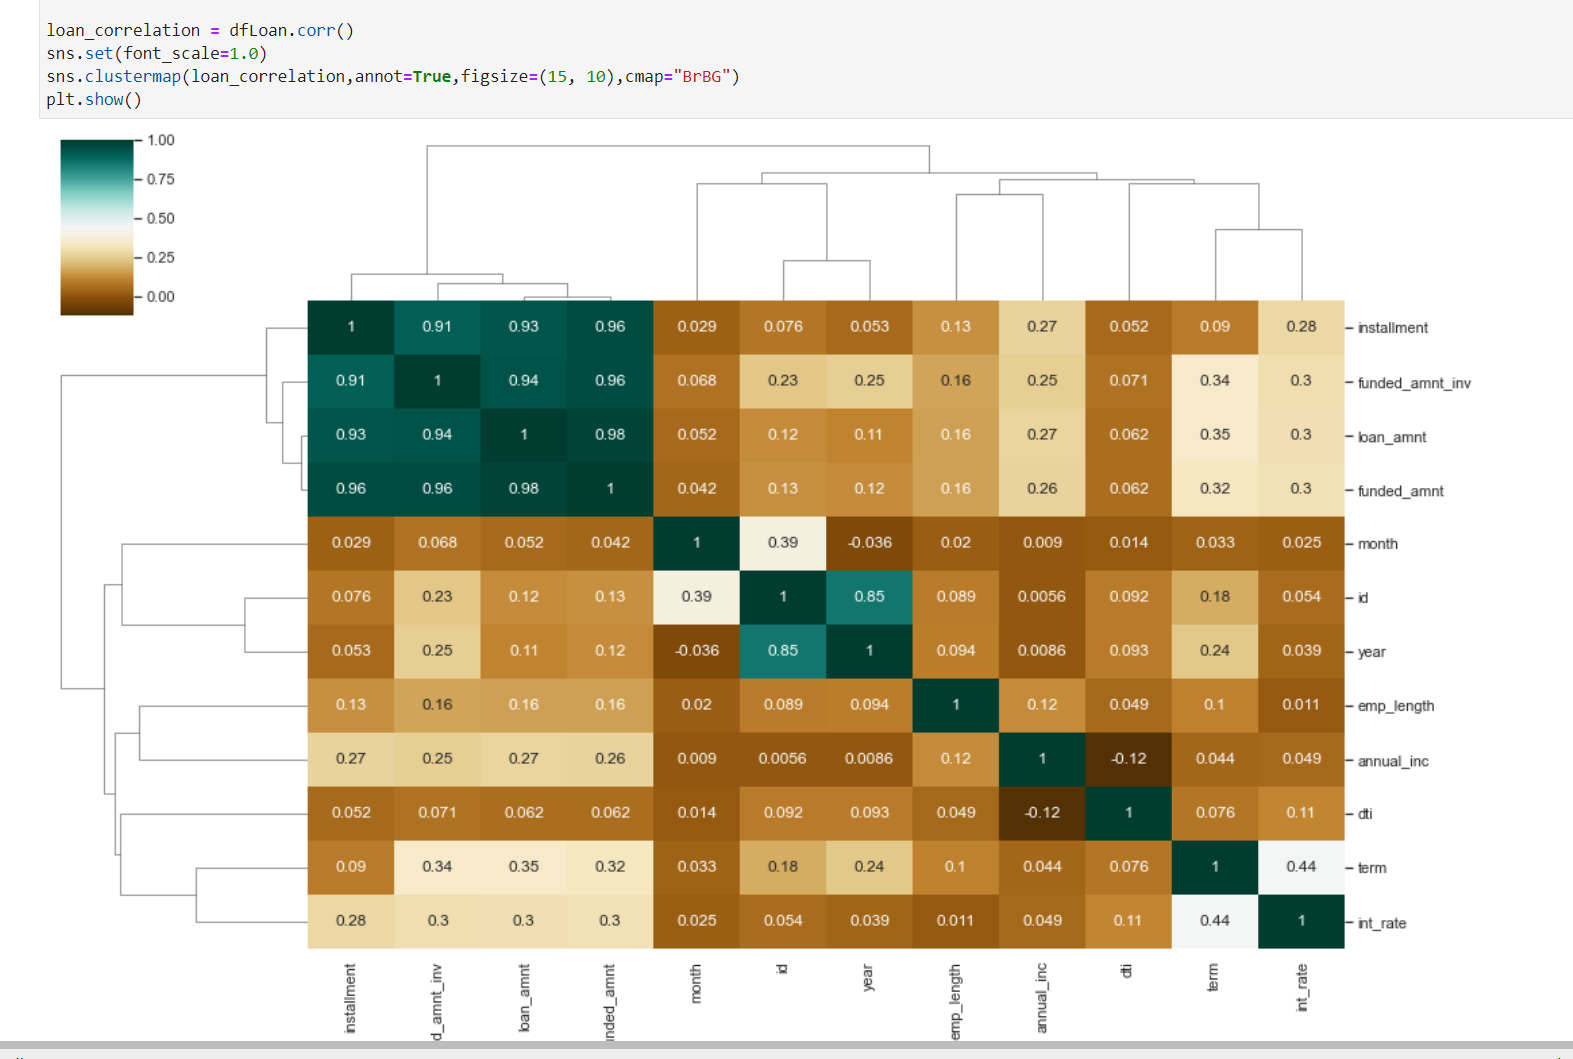 loan_correlation = dfLoan.corr()
sns.set(font_scale=1.0)
sns.clustermap(loan_correlation,annot=True,figsize=(15, 10),cmap="BrBG")
plt.show()
1.00
0.75
0.50
0.25
0.00
1 0.91 0.93 0.96 0.029 0.076 0.053 0.13 0.27 0.052 0.09 0.28 installment
0.91 1 0.94 0.96 0.068 0.23 0.25 0.16 0.25 0.071 0.34 0.3 funded_amnt_inv
0.93 0.94 1 0.98 0.052 0.12 0.11 0.16 0.27 0.062 0.35 0.3 loan_amnt
0.96 0.96 0.98 1 0.042 0.13 0.12 0.16 0.26 0.062 0.32 0.3 funded_amnt
0.029 0.068 0.052 0.042 1 0.39 -0.036 0.02 0.009 0.014 0.033 0.025 month
0.076 0.23 0.12 0.13 0.39 1 0.85 0.089 0.0056 0.092 0.18 0.054 id
0.053 0.25 0.11 0.12 -0.036 0.85 1 0.094 0.0086 0.093 0.24 0.039 year
0.13 0.16 0.16 0.16 0.02 0.089 0.094 1 0.12 0.049 0.1 0.011 emp_length
0.27 0.25 0.27 0.26 0.009 0.0056 0.0086 0.12 1 -0.12 0.044 0.049 annual_inc
0.052 0.071 0.062 0.062 0.014 0.092 0.093 0.049 -0.12 1 0.076 0.11 dti
0.09 0.34 0.35 0.32 0.033 0.18 0.24 0.1 0.044 0.076 1 0.44 term
0.28 0.3 0.3 0.3 0.025 0.054 0.039 0.011 0.049 0.11 0.44 1 int_rate
installment
d_amnt_inv
loan_amnt
nded_amnt
month
id
year
emp_length
annual_inc
dti
term
int_rate